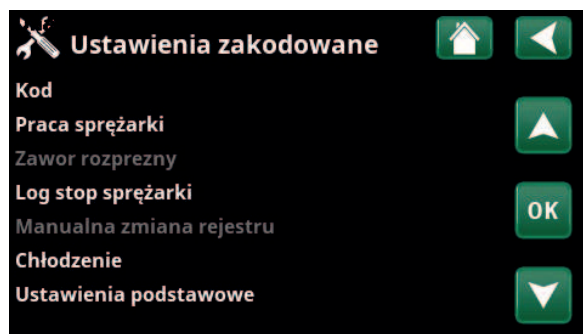 Ustawienia zakodowane
Kod
Praca sprężarki
Zawor rozprezny
Log stop sprężarki
OK
Manualna zmiana rejestru
Chłodzenie
Ustawienia podstawowe